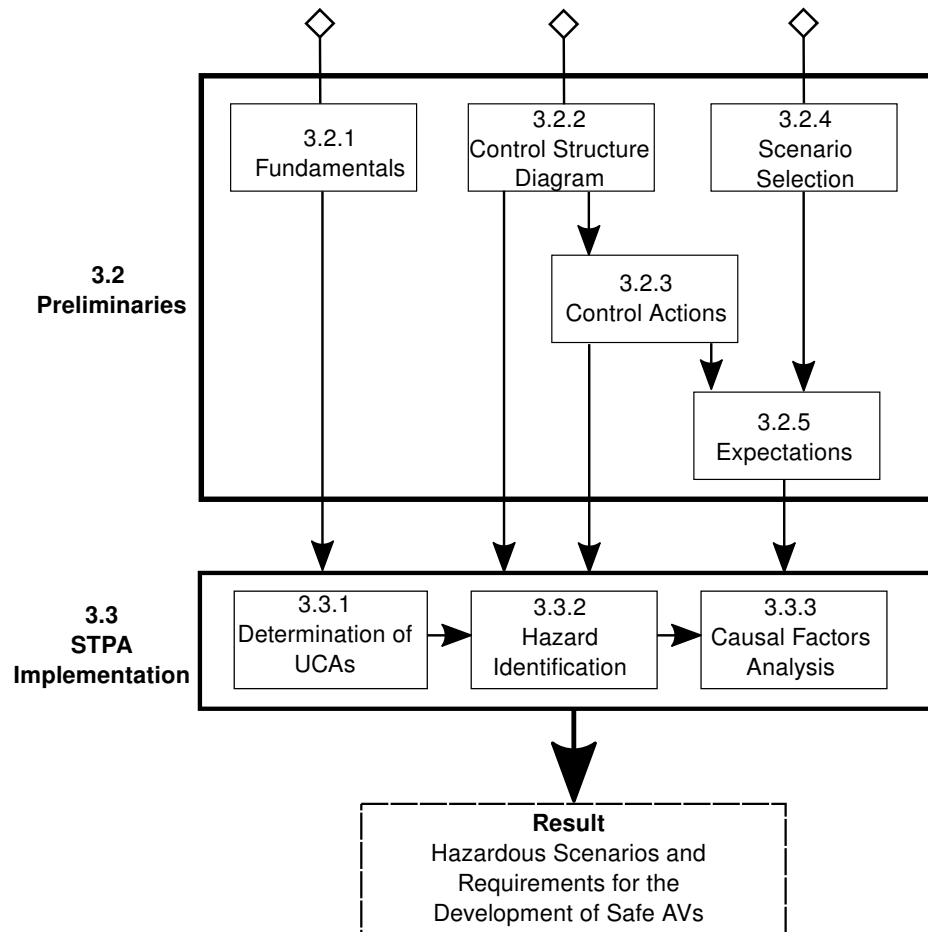 3.2.1
Fundamentals
3.2.2
Control Structure
Diagram
3.2.4
Scenario
Selection
3.2
Preliminaries
3.2.3
Control Actions
3.2.5
Expectations
3.3
STPA
Implementation
3.3.1
Determination of
UCAs
3.3.2
Hazard
Identification
3.3.3
Causal Factors
Analysis
Result
Hazardous Scenarios and
Requirements for the
Development of Safe AVs